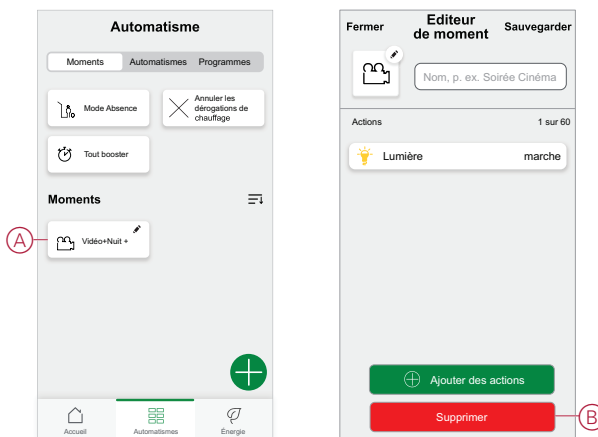 Automatisme
Moments Automatismes Programmes
Mode Absence
Annuler les
dérogations de
chauffage
Tout booster
Moments
A
Vidéo+Nuit +
Accueil Automatismes Énergie
Fermer Editeur de moment Sauvegarder
Nom, p. ex. Soirée Cinéma
Actions 1 sur 60
Lumière marche
Ajouter des actions
Supprimer
B